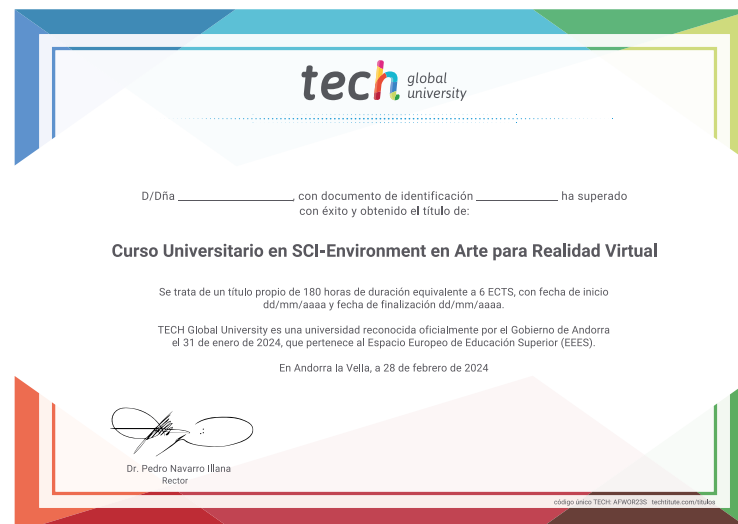 tech global university
D/Dña ____________________, con documento de identificación ______________ ha superado
con éxito y obtenido el título de:
Curso Universitario en SCI-Environment en Arte para Realidad Virtual
Se trata de un título propio de 180 horas de duración equivalente a 6 ECTS, con fecha de inicio
dd/mm/aaaa y fecha de finalización dd/mm/aaaa.
TECH Global University es una universidad reconocida oficialmente por el Gobierno de Andorra
el 31 de enero de 2024, que pertenece al Espacio Europeo de Educación Superior (EEES).
En Andorra la Vella, a 28 de febrero de 2024
Dr. Pedro Navarro Illana
Rector
código único TECH: AFWOR23S techtitute.com/titulos